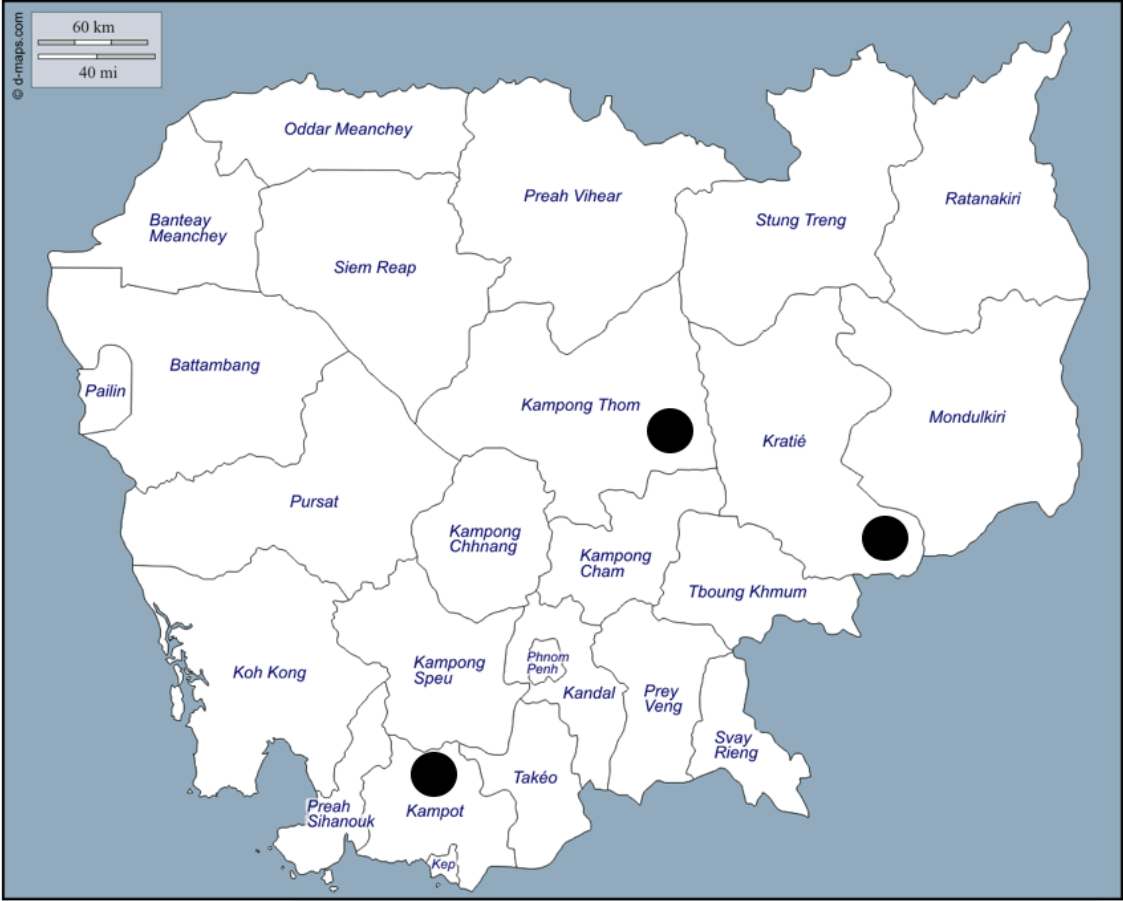 © d-maps.com
60 km
40 mi
Oddar Meanchey
Preah Vihear
Ratanakiri
Stung Treng
Banteay
Meanchey
Siem Reap
Battambang
Pailin
Kampong Thom
Mondulkiri
Kratié
Pursat
Kampong
Chhnang
Kampong
Cham
Tboung Khmum
Koh Kong
Kampong
Speu
Phnom
Penh
Kandal
Prey
Veng
Svay
Rieng
Takéo
Preah
Sihanouk
Kampot
Kep